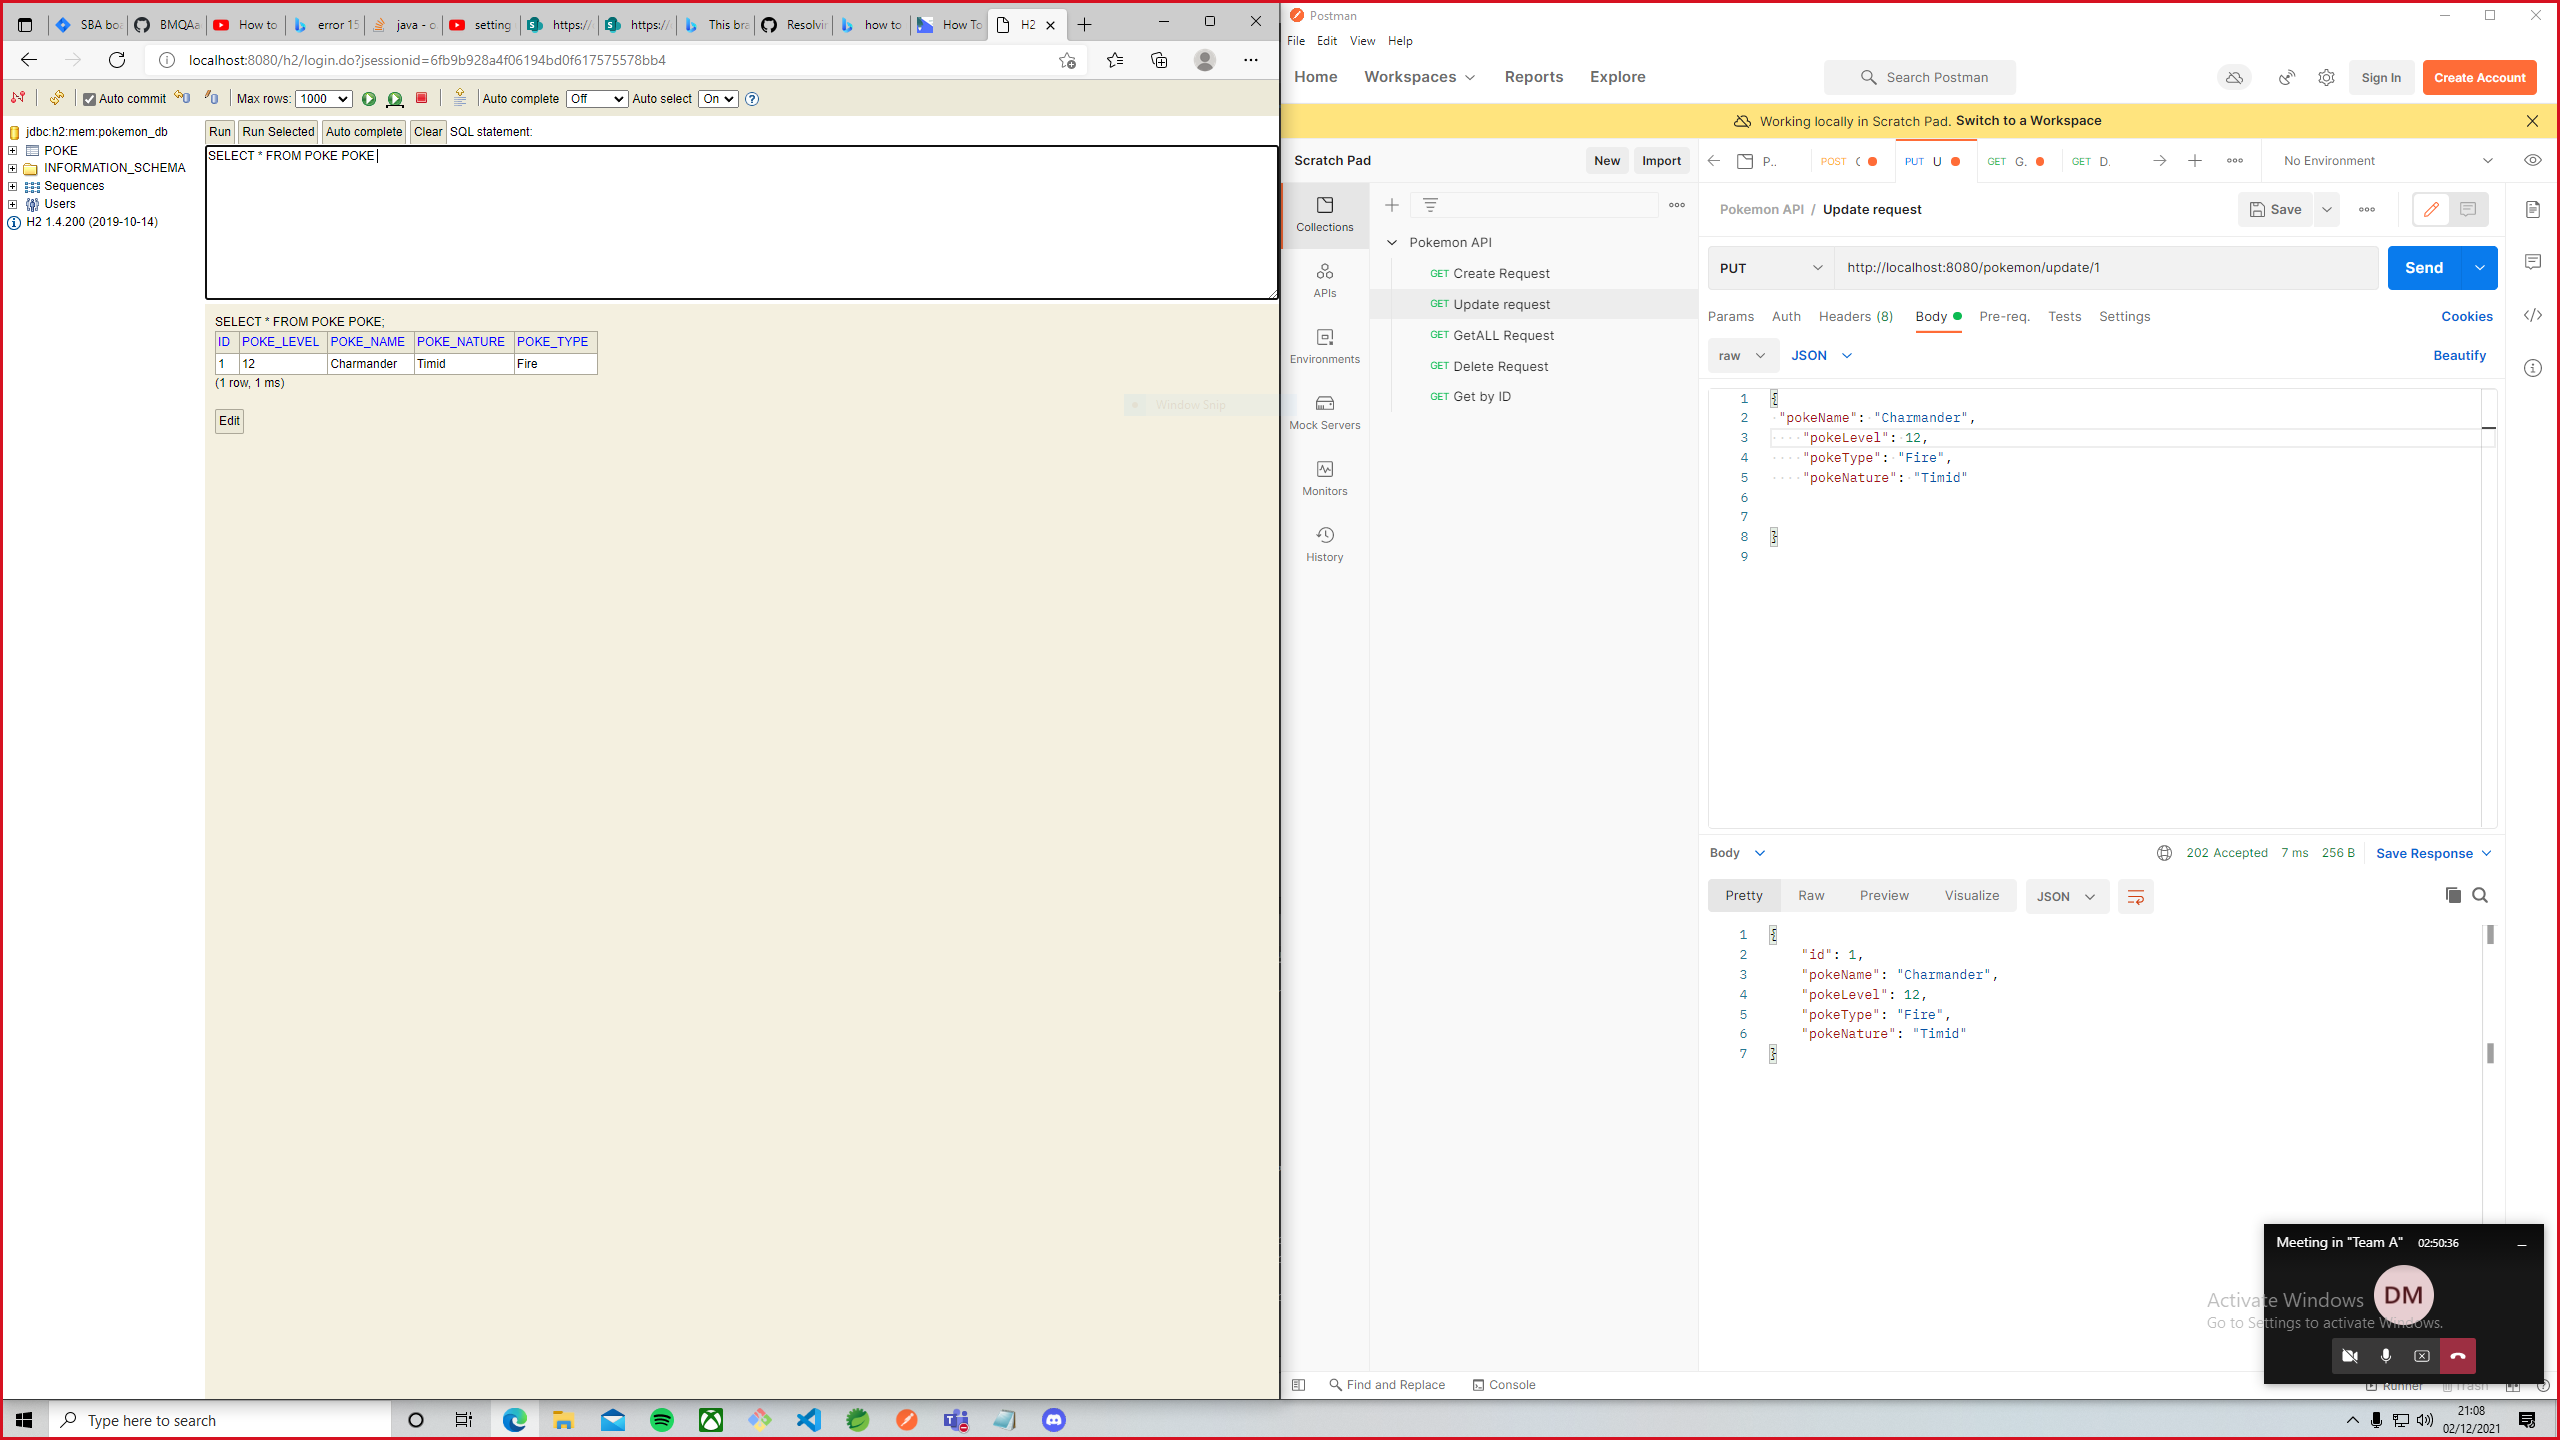 SBA boa
BMQAa
How to
error 15
java - o
setting
https://
https://
This bra
Resolvin
how to
How To
H2
localhost:8080/h2/login.do?jsessionid=6fb9b928a4f06194bd0f617575578bb4
Auto commit
Max rows: 1000
Auto complete Off
Auto select On
jdbc:h2:mem:pokemon_db
POKE
INFORMATION_SCHEMA
Sequences
Users
H2 1.4.200 (2019-10-14)
Run Run Selected Auto complete Clear SQL statement:
SELECT * FROM POKE POKE
SELECT * FROM POKE POKE;
ID POKE_LEVEL POKE_NAME POKE_NATURE POKE_TYPE
1 12 Charmander Timid Fire
(1 row, 1 ms)
Edit
Window Snip
Postman
File Edit View Help
Home Workspaces Reports Explore
Search Postman
Sign In
Create Account
Working locally in Scratch Pad. Switch to a Workspace
Scratch Pad
New Import
Collections
APIs
Environments
Mock Servers
Monitors
History
Pokemon API
GET Create Request
GET Update request
GET GetALL Request
GET Delete Request
GET Get by ID
P..
POST
PUT U
GET G.
GET D.
No Environment
Pokemon API / Update request
Save
PUT http://localhost:8080/pokemon/update/1
Send
Params Auth Headers (8) Body Pre-req. Tests Settings Cookies
raw JSON Beautify
1 {
2 "pokeName": "Charmander",
3 "pokeLevel": 12,
4 "pokeType": "Fire",
5 "pokeNature": "Timid"
6
7
8 }
9
Body 202 Accepted 7 ms 256 B Save Response
Pretty Raw Preview Visualize JSON
1 {
2 "id": 1,
3 "pokeName": "Charmander",
4 "pokeLevel": 12,
5 "pokeType": "Fire",
6 "pokeNature": "Timid"
7 }
Meeting in "Team A" 02:50:36
DM
Activate Windows
Go to Settings to activate Windows.
Find and Replace Console
Runner Trash
Type here to search
21:08
02/12/2021